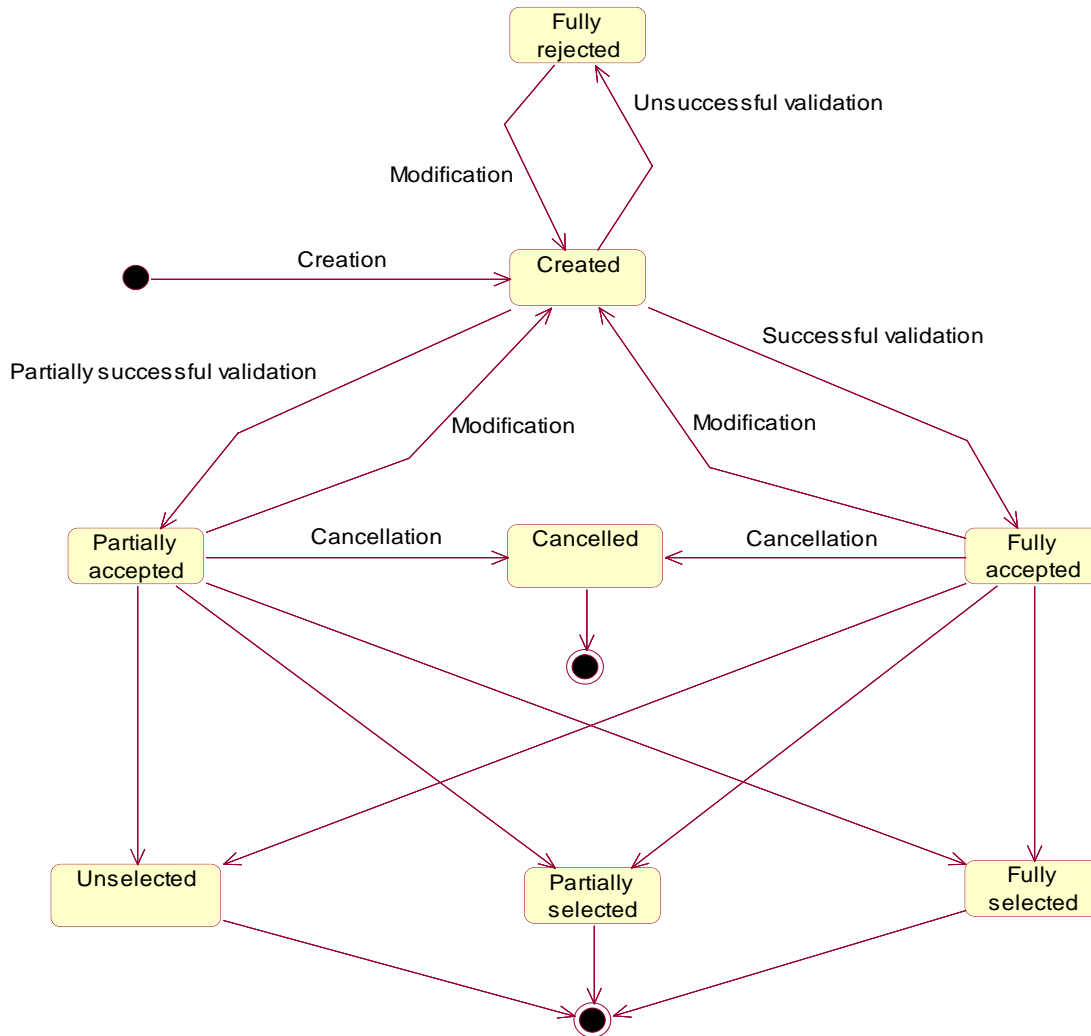 Fully
rejected
Unsuccessful validation
Modification
Creation
Created
Successful validation
Partially successful validation
Modification
Modification
Partially
accepted
Cancellation
Cancelled
Cancellation
Fully
accepted
Unselected
Partially
selected
Fully
selected